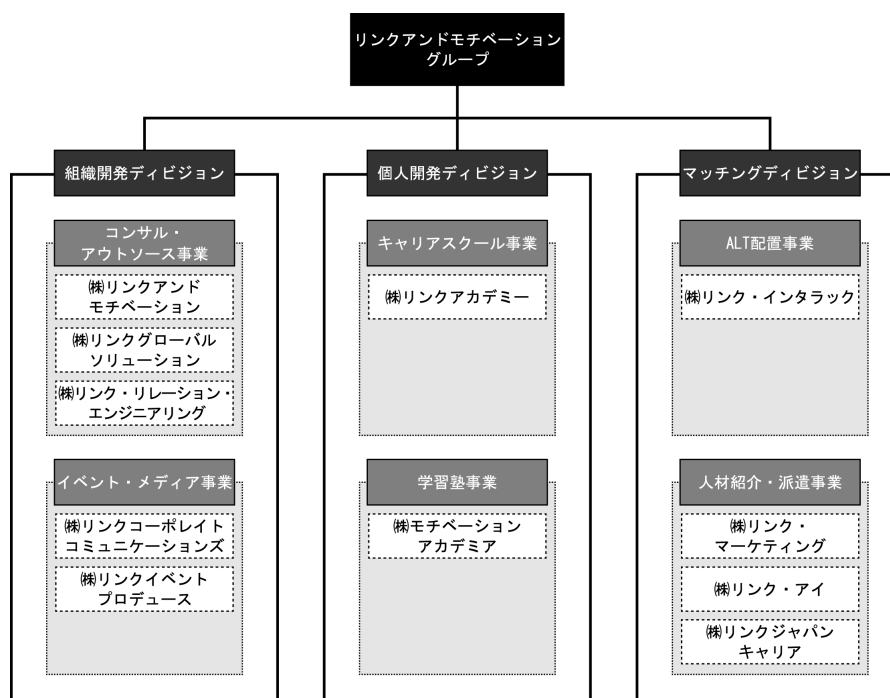 リンクアンドモチベーション
グループ
組織開発ディビジョン
コンサル・
アウトソース事業
㈱リンクアンド
モチベーション
㈱リンクグローバル
ソリューション
㈱リンク・リレーション・
エンジニアリング
イベント・メディア事業
㈱リンクコーポレイト
コミュニケーションズ
㈱リンクイベント
プロデュース
個人開発ディビジョン
キャリアスクール事業
㈱リンクアカデミー
学習塾事業
㈱モチベーション
アカデミア
マッチングディビジョン
ALT配置事業
㈱リンク・インタラック
人材紹介・派遣事業
㈱リンク・
マーケティング
㈱リンク・アイ
㈱リンクジャパン
キャリア